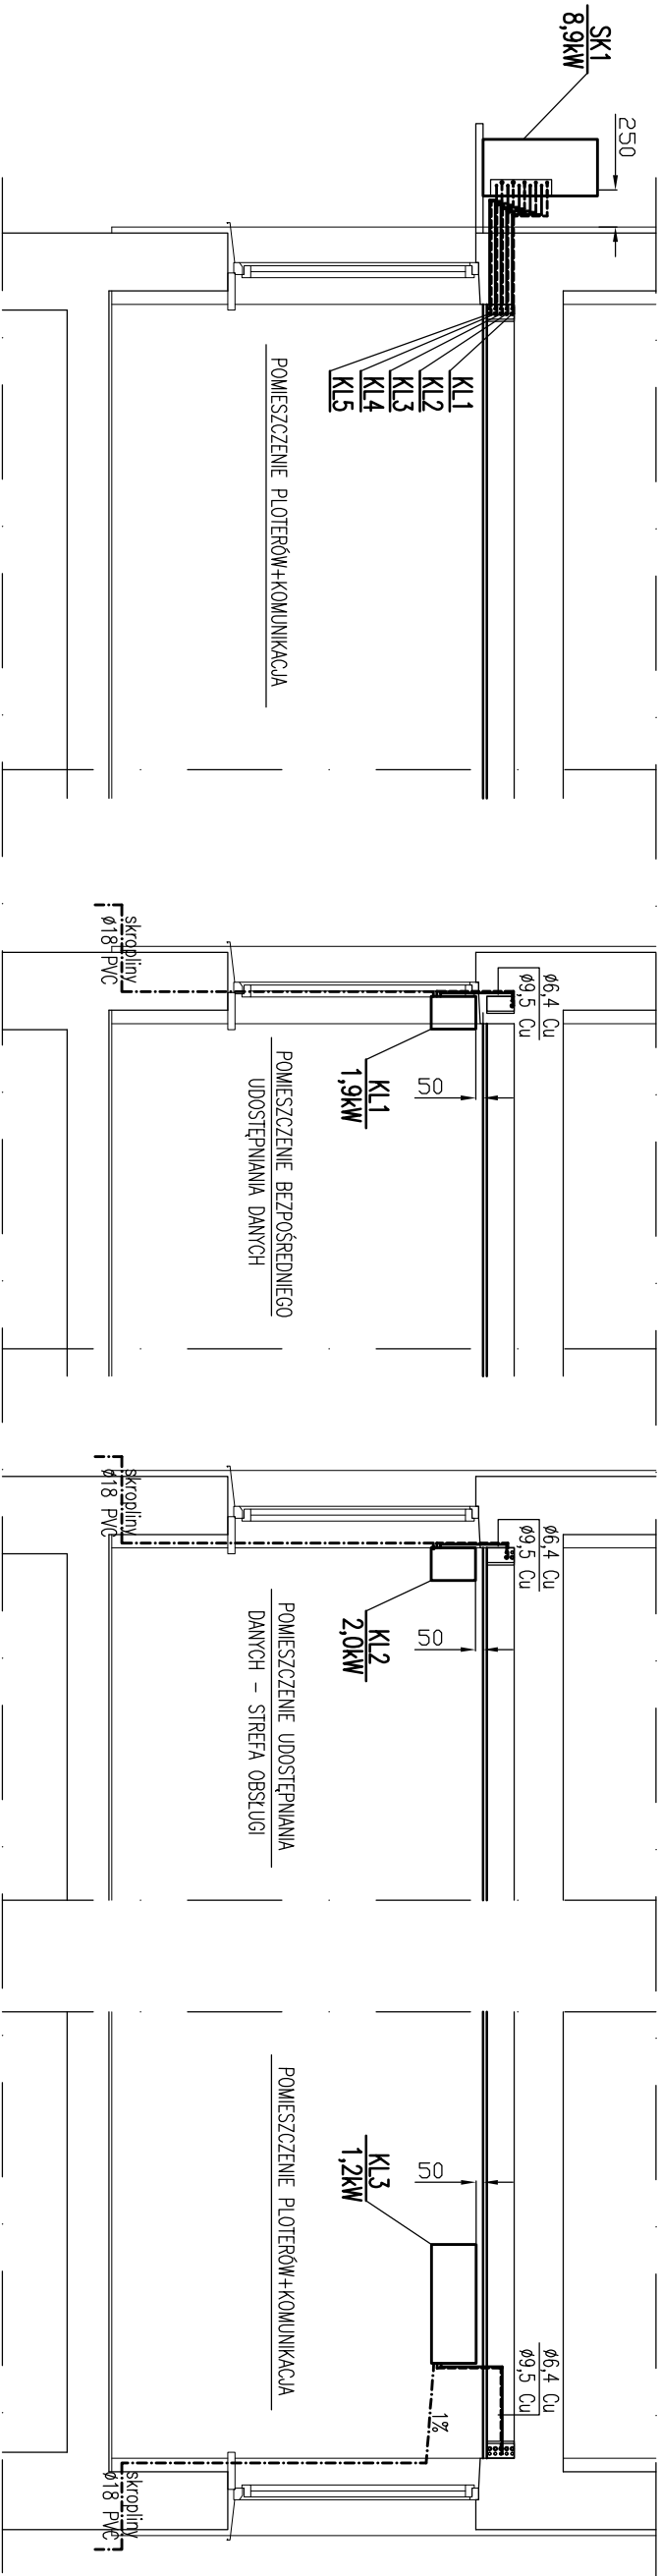 SK1
8,9kW
250
KL1
KL2
KL3
KL4
KL5
POMIESZCZENIE PLOTERÓW+KOMUNIKACJA
ø6,4 Cu
ø9,5 Cu
50
KL1
1,9kW
POMIESZCZENIE BEZPOŚREDNIEGO
UDOSTĘPNIANIA DANYCH
skropliny
ø18 PVC
ø6,4 Cu
ø9,5 Cu
50
KL2
2,0kW
POMIESZCZENIE UDOSTĘPNIANIA
DANYCH - STREFA OBSŁUGI
skropliny
ø18 PVC
ø6,4 Cu
ø9,5 Cu
50
KL3
1,2kW
1%
POMIESZCZENIE PLOTERÓW+KOMUNIKACJA
skropliny
ø18 PVC